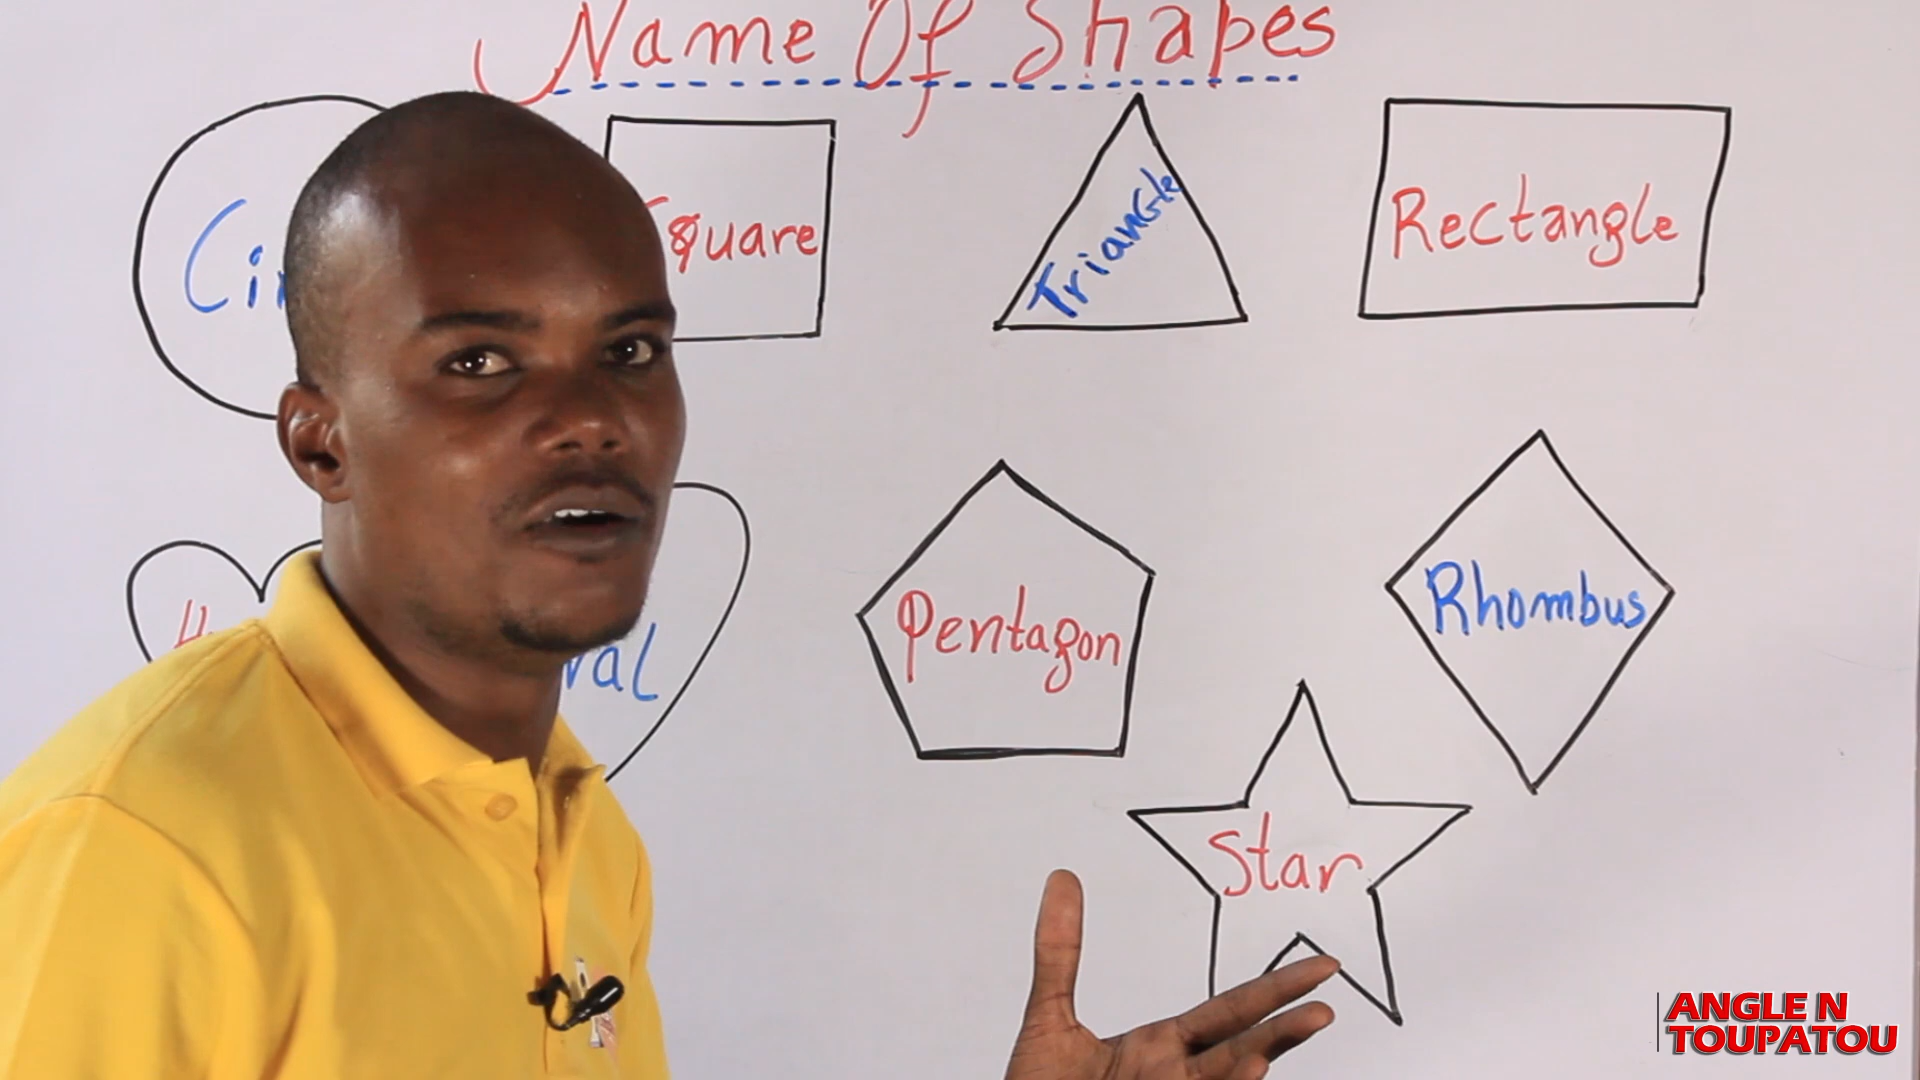 Name Of Shapes
Square
Triangle
Rectangle
Pentagon
Rhombus
Star
ANGLE N
TOUPATOU